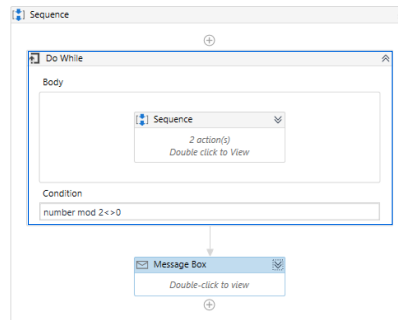 Sequence
Do While
Body
Sequence
2 action(s)
Double click to View
Condition
number mod 2<>0
Message Box
Double-click to view